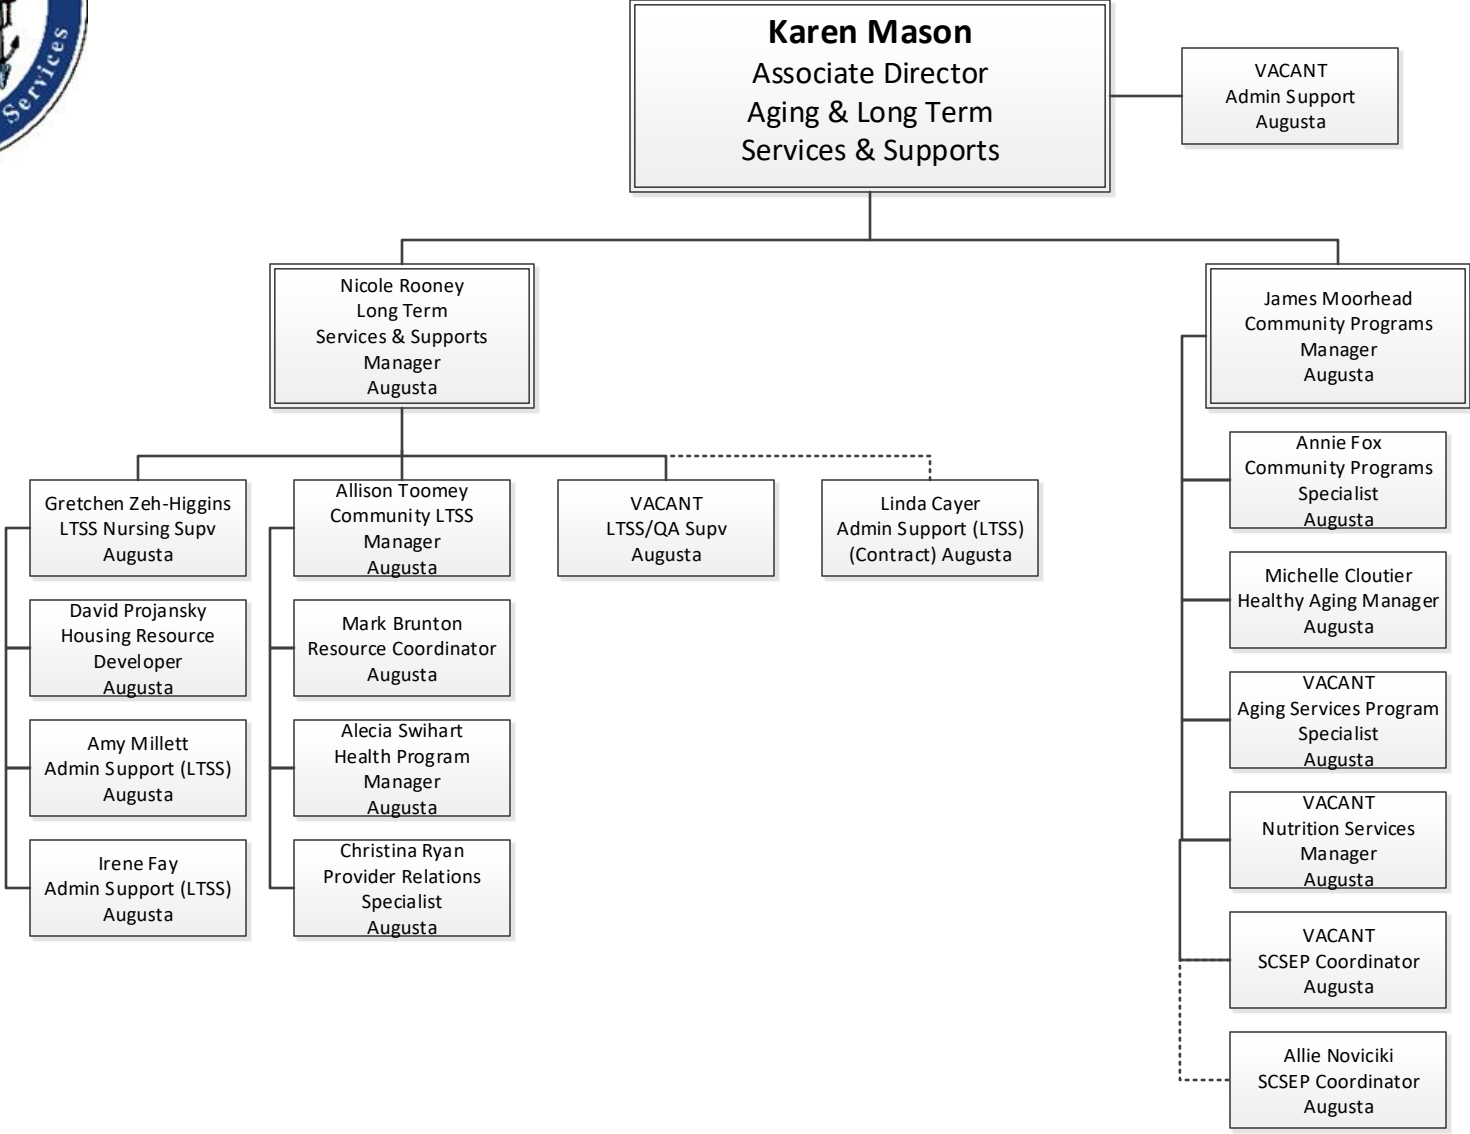 Services
Karen Mason
Associate Director
Aging & Long Term
Services & Supports
VACANT
Admin Support
Augusta
Nicole Rooney
Long Term
Services & Supports
Manager
Augusta
James Moorhead
Community Programs
Manager
Augusta
Gretchen Zeh-Higgins
LTSS Nursing Supv
Augusta
David Projansky
Housing Resource
Developer
Augusta
Amy Millett
Admin Support (LTSS)
Augusta
Irene Fay
Admin Support (LTSS)
Augusta
Allison Toomey
Community LTSS
Manager
Augusta
Mark Brunton
Resource Coordinator
Augusta
Alecia Swihart
Health Program
Manager
Augusta
Christina Ryan
Provider Relations
Specialist
Augusta
VACANT
LTSS/QA Supv
Augusta
Linda Cayer
Admin Support (LTSS)
(Contract) Augusta
Annie Fox
Community Programs
Specialist
Augusta
Michelle Cloutier
Healthy Aging Manager
Augusta
VACANT
Aging Services Program
Specialist
Augusta
VACANT
Nutrition Services
Manager
Augusta
VACANT
SCSEP Coordinator
Augusta
Allie Noviciki
SCSEP Coordinator
Augusta